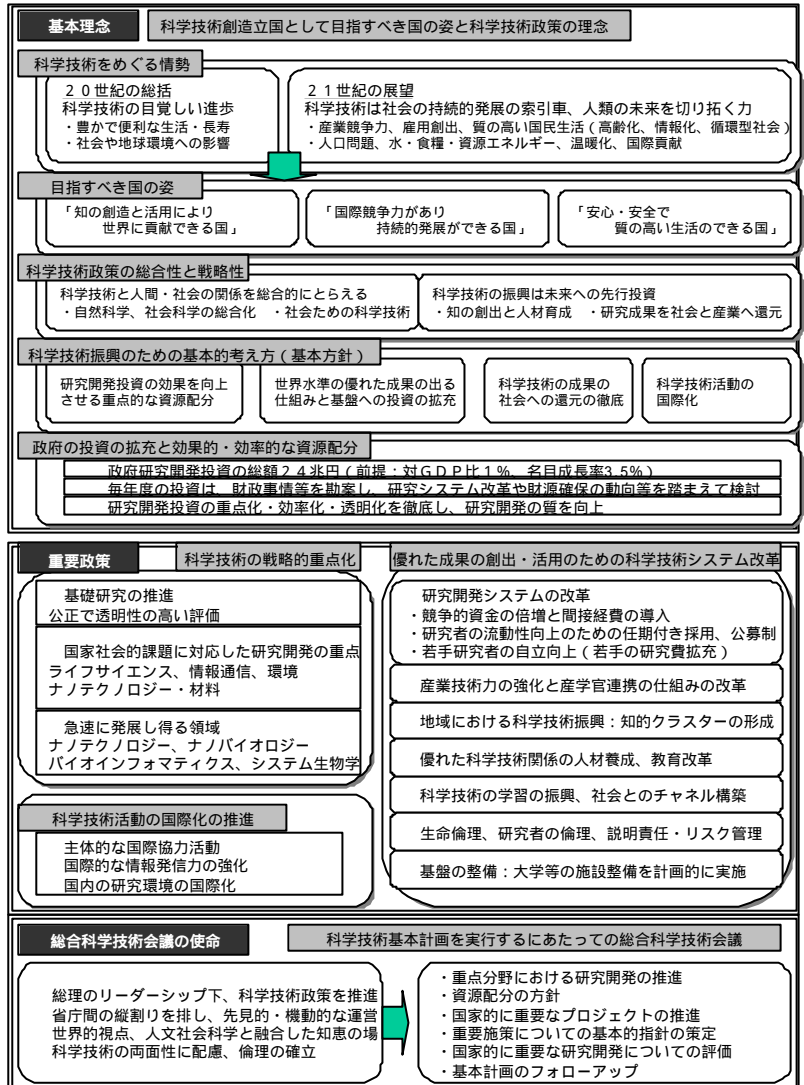 基本理念
科学技術創造立国として目指すべき国の姿と科学技術政策の理念
科学技術をめぐる情勢
２０世紀の総括
科学技術の目覚しい進歩
・豊かで便利な生活・長寿
・社会や地球環境への影響
２１世紀の展望
科学技術は社会の持続的発展の索引車、人類の未来を切り拓く力
・産業競争力、雇用創出、質の高い国民生活（高齢化、情報化、循環型社会）
・人口問題、水・食糧・資源エネルギー、温暖化、国際貢献
目指すべき国の姿
「知の創造と活用により
世界に貢献できる国」
「国際競争力があり
持続的発展ができる国」
「安心・安全で
質の高い生活のできる国」
科学技術政策の総合性と戦略性
科学技術と人間・社会の関係を総合的にとらえる
・自然科学、社会科学の総合化　・社会ための科学技術
科学技術の振興は未来への先行投資
・知の創出と人材育成　・研究成果を社会と産業へ還元
科学技術振興のための基本的考え方（基本方針）
研究開発投資の効果を向上
させる重点的な資源配分
世界水準の優れた成果の出る
仕組みと基盤への投資の拡充
科学技術の成果の
社会への還元の徹底
科学技術活動の
国際化
政府の投資の拡充と効果的・効率的な資源配分
政府研究開発投資の総額２４兆円（前提：対ＧＤＰ比１％、名目成長率3.5％）
毎年度の投資は、財政事情等を勘案し、研究システム改革や財源確保の動向等を踏まえて検討
研究開発投資の重点化・効率化・透明化を徹底し、研究開発の質を向上
重要政策
科学技術の戦略的重点化
基礎研究の推進
公正で透明性の高い評価
国家社会的課題に対応した研究開発の重点
ライフサイエンス、情報通信、環境
ナノテクノロジー・材料
急速に発展し得る領域
ナノテクノロジー、ナノバイオロジー
バイオインフォマティクス、システム生物学
科学技術活動の国際化の推進
主体的な国際協力活動
国際的な情報発信力の強化
国内の研究環境の国際化
優れた成果の創出・活用のための科学技術システム改革
研究開発システムの改革
・競争的資金の倍増と間接経費の導入
・研究者の流動性向上のための任期付き採用、公募制
・若手研究者の自立向上（若手の研究費拡充）
産業技術力の強化と産学官連携の仕組みの改革
地域における科学技術振興：知的クラスターの形成
優れた科学技術関係の人材養成、教育改革
科学技術の学習の振興、社会とのチャネル構築
生命倫理、研究者の倫理、説明責任・リスク管理
基盤の整備：大学等の施設整備を計画的に実施
総合科学技術会議の使命
科学技術基本計画を実行するにあたっての総合科学技術会議
総理のリーダーシップ下、科学技術政策を推進
省庁間の縦割りを排し、先見的・機動的な運営
世界的視点、人文社会科学と融合した知恵の場
科学技術の両面性に配慮、倫理の確立
・重点分野における研究開発の推進
・資源配分の方針
・国家的に重要なプロジェクトの推進
・重要施策についての基本的指針の策定
・国家的に重要な研究開発についての評価
・基本計画のフォローアップ